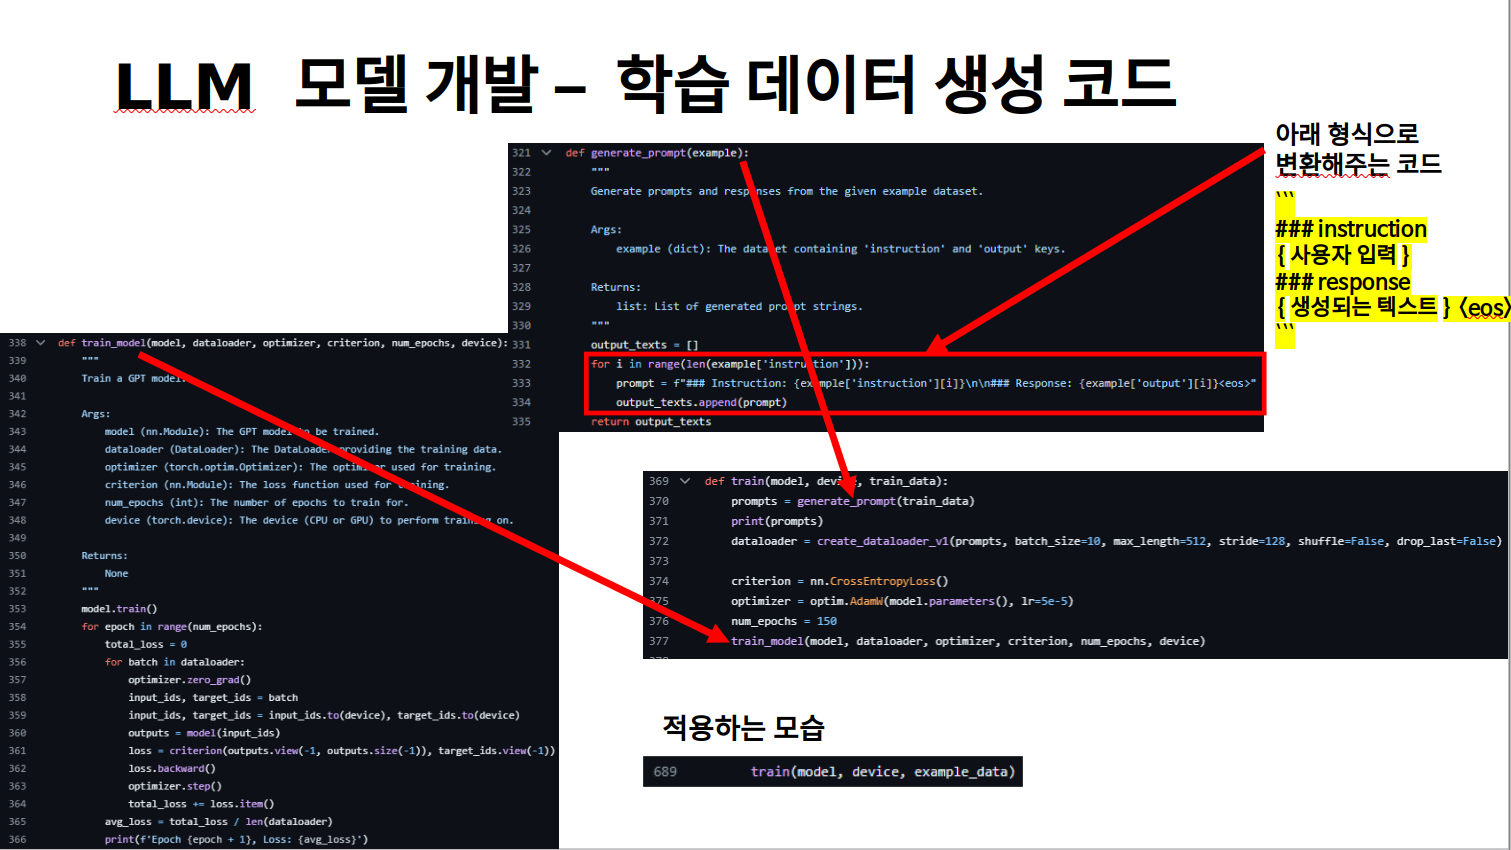 LLM 모델 개발 – 학습 데이터 생성 코드
아래 형식으로
변환해주는 코드
```
### instruction
{ 사용자 입력 }
### response
{ 생성되는 텍스트 } <eos>
```
321 def generate_prompt(example):
322 """
323 Generate prompts and responses from the given example dataset.
324
325 Args:
326 example (dict): The dataset containing 'instruction' and 'output' keys.
327
328 Returns:
329 list: List of generated prompt strings.
330 """
331 output_texts = []
332 for i in range(len(example['instruction'])):
333 prompt = f"### Instruction: {example['instruction'][i]}\n\n### Response: {example['output'][i]}<eos>"
334 output_texts.append(prompt)
335 return output_texts
338 def train_model(model, dataloader, optimizer, criterion, num_epochs, device):
339 """
340 Train a GPT model.
341
342 Args:
343 model (nn.Module): The GPT model to be trained.
344 dataloader (DataLoader): The DataLoader providing the training data.
345 optimizer (torch.optim.Optimizer): The optimizer used for training.
346 criterion (nn.Module): The loss function used for training.
347 num_epochs (int): The number of epochs to train for.
348 device (torch.device): The device (CPU or GPU) to perform training on.
349
350 Returns:
351 None
352 """
353 model.train()
354 for epoch in range(num_epochs):
355 total_loss = 0
356 for batch in dataloader:
357 optimizer.zero_grad()
358 input_ids, target_ids = batch
359 input_ids, target_ids = input_ids.to(device), target_ids.to(device)
360 outputs = model(input_ids)
361 loss = criterion(outputs.view(-1, outputs.size(-1)), target_ids.view(-1))
362 loss.backward()
363 optimizer.step()
364 total_loss += loss.item()
365 avg_loss = total_loss / len(dataloader)
366 print(f'Epoch {epoch + 1}, Loss: {avg_loss}')
369 def train(model, device, train_data):
370 prompts = generate_prompt(train_data)
371 print(prompts)
372 dataloader = create_dataloader_v1(prompts, batch_size=10, max_length=512, stride=128, shuffle=False, drop_last=False)
373
374 criterion = nn.CrossEntropyLoss()
375 optimizer = optim.AdamW(model.parameters(), lr=5e-5)
376 num_epochs = 150
377 train_model(model, dataloader, optimizer, criterion, num_epochs, device)
적용하는 모습
689 train(model, device, example_data)